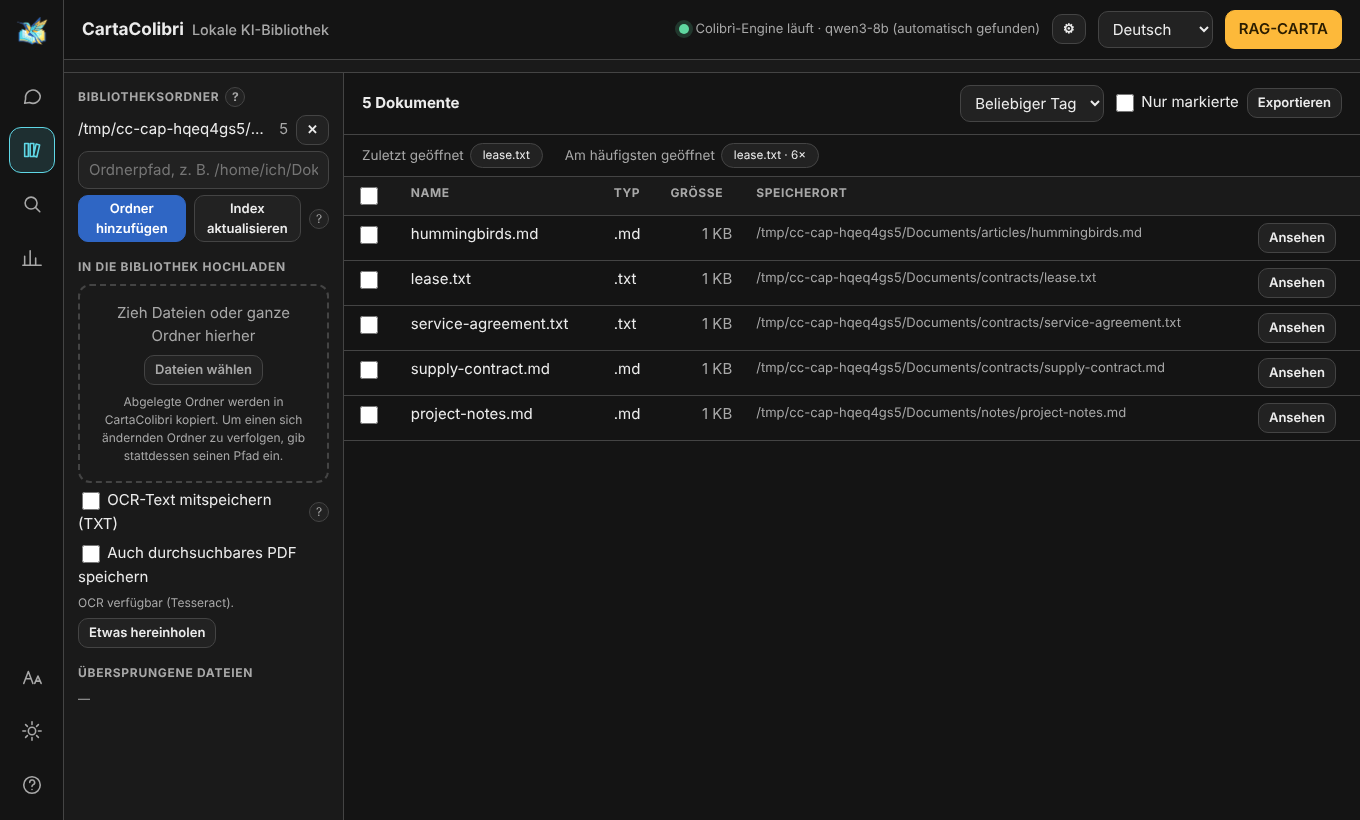 CartaColibri Lokale KI-Bibliothek
Colibrì-Engine läuft · qwen3-8b (automatisch gefunden)
Deutsch
RAG-CARTA
BIBLIOTHEKSORDNER ?
/tmp/cc-cap-hqeq4gs5/... 5 ×
Ordnerpfad, z. B. /home/ich/Dok
Ordner
hinzufügen
Index
aktualisieren
?
IN DIE BIBLIOTHEK HOCHLADEN
Zieh Dateien oder ganze
Ordner hierher
Dateien wählen
Abgelegte Ordner werden in
CartaColibri kopiert. Um einen sich
ändernden Ordner zu verfolgen, gib
stattdessen seinen Pfad ein.
OCR-Text mitspeichern
(TXT)
?
Auch durchsuchbares PDF
speichern
OCR verfügbar (Tesseract).
Etwas hereinholen
ÜBERSPRUNGENE DATEIEN
—
5 Dokumente
Beliebiger Tag
Nur markierte
Exportieren
Zuletzt geöffnet lease.txt Am häufigsten geöffnet lease.txt · 6×
NAME TYP GRÖSSE SPEICHERORT
hummingbirds.md .md 1 KB /tmp/cc-cap-hqeq4gs5/Documents/articles/hummingbirds.md Ansehen
lease.txt .txt 1 KB /tmp/cc-cap-hqeq4gs5/Documents/contracts/lease.txt Ansehen
service-agreement.txt .txt 1 KB /tmp/cc-cap-hqeq4gs5/Documents/contracts/service-agreement.txt Ansehen
supply-contract.md .md 1 KB /tmp/cc-cap-hqeq4gs5/Documents/contracts/supply-contract.md Ansehen
project-notes.md .md 1 KB /tmp/cc-cap-hqeq4gs5/Documents/notes/project-notes.md Ansehen